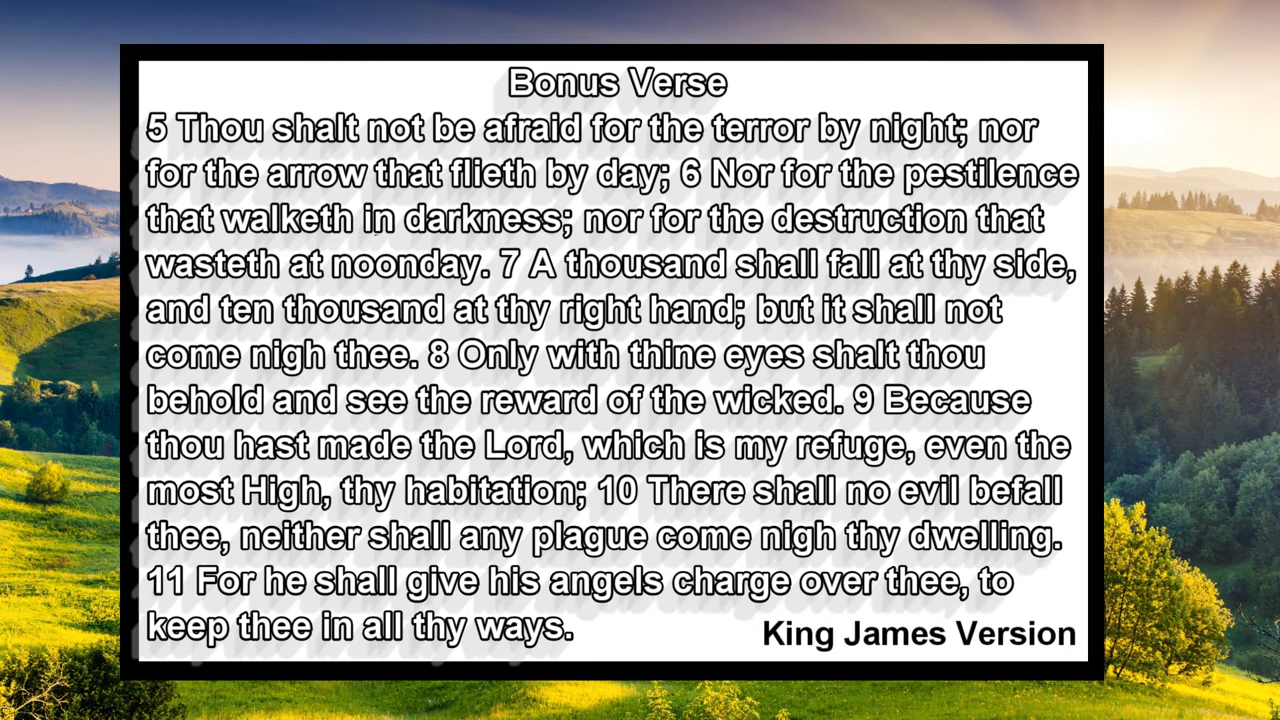 Bonus Verse
5 Thou shalt not be afraid for the terror by night; nor
for the arrow that flieth by day; 6 Nor for the pestilence
that walketh in darkness; nor for the destruction that
wasteth at noonday. 7 A thousand shall fall at thy side,
and ten thousand at thy right hand; but it shall not
come nigh thee. 8 Only with thine eyes shalt thou
behold and see the reward of the wicked. 9 Because
thou hast made the Lord, which is my refuge, even the
most High, thy habitation; 10 There shall no evil befall
thee, neither shall any plague come nigh thy dwelling.
11 For he shall give his angels charge over thee, to
keep thee in all thy ways.
King James Version